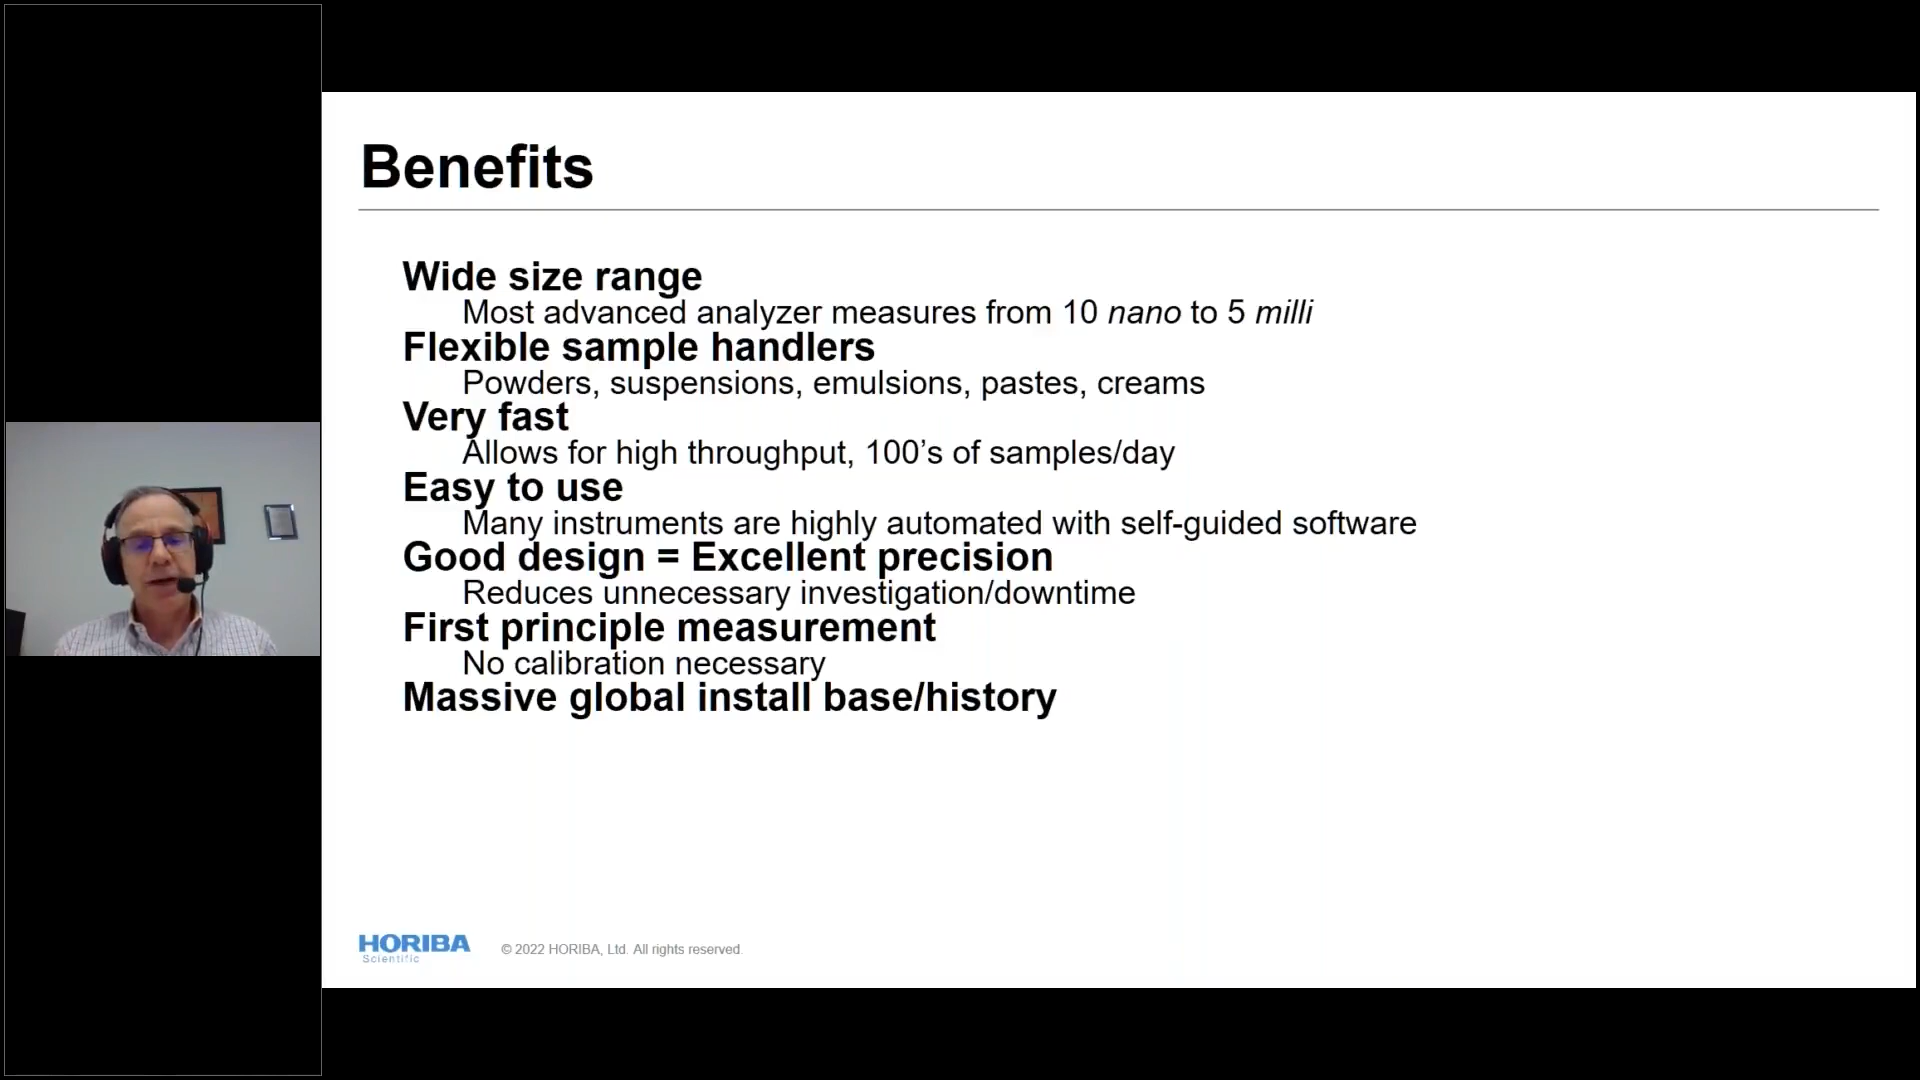 Benefits
Wide size range
Most advanced analyzer measures from 10 nano to 5 milli
Flexible sample handlers
Powders, suspensions, emulsions, pastes, creams
Very fast
Allows for high throughput, 100’s of samples/day
Easy to use
Many instruments are highly automated with self-guided software
Good design = Excellent precision
Reduces unnecessary investigation/downtime
First principle measurement
No calibration necessary
Massive global install base/history
HORIBA
Scientific
© 2022 HORIBA, Ltd. All rights reserved.